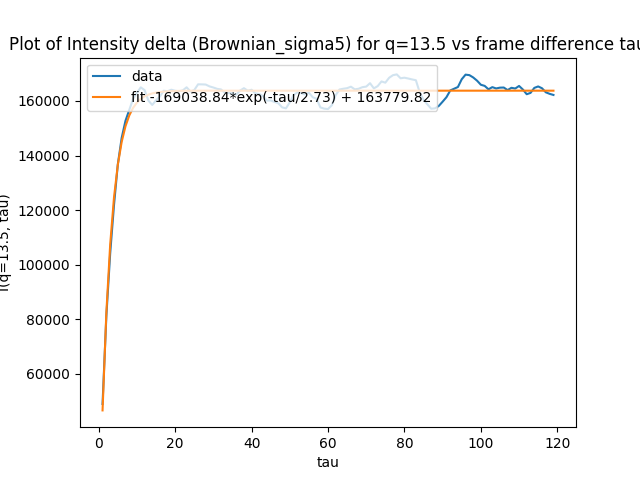 Plot of Intensity delta (Brownian_sigma5) for q=13.5 vs frame difference tau
data
fit -169038.84*exp(-tau/2.73) + 163779.82
160000
140000
120000
100000
80000
60000
I(q=13.5, tau)
0 20 40 60 80 100 120
tau